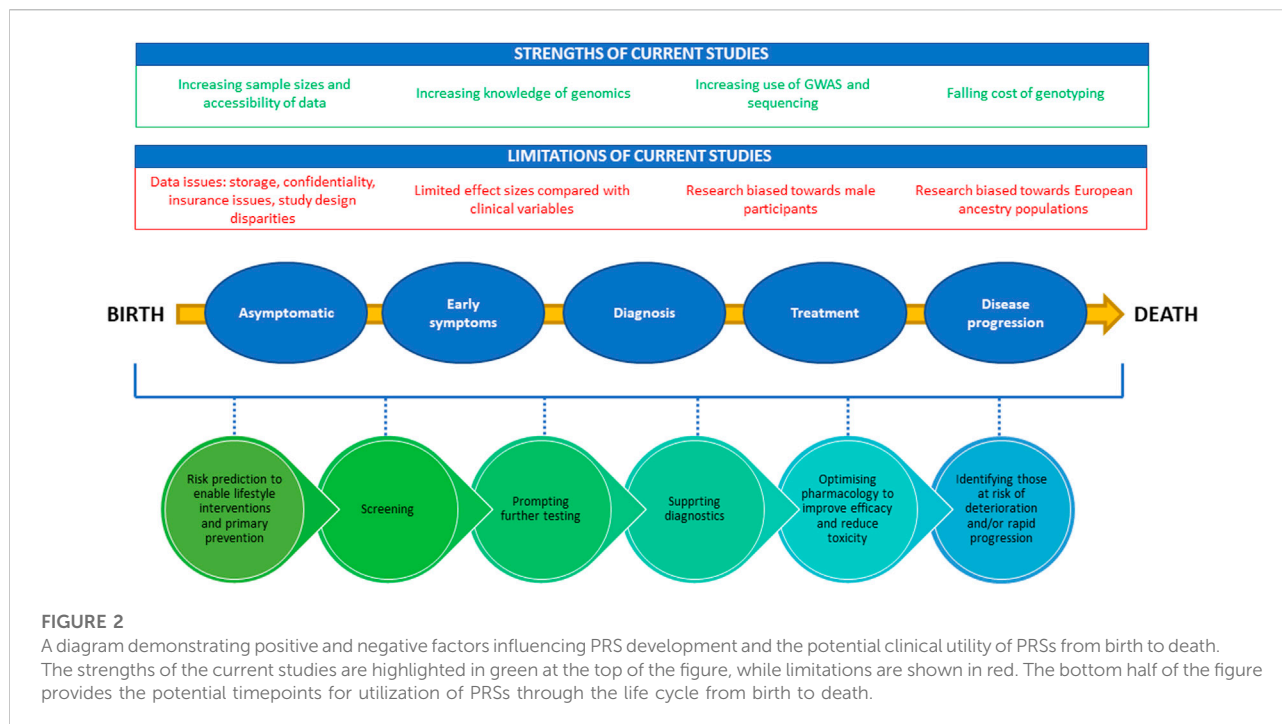 STRENGTHS OF CURRENT STUDIES
Increasing sample sizes and
accessibility of data
Increasing knowledge of genomics
Increasing use of GWAS and
sequencing
Falling cost of genotyping
LIMITATIONS OF CURRENT STUDIES
Data issues: storage, confidentiality,
insurance issues, study design
disparities
Limited effect sizes compared with
clinical variables
Research biased towards male
participants
Research biased towards European
ancestry populations
BIRTH
Asymptomatic
Early
symptoms
Diagnosis
Treatment
Disease
progression
DEATH
Risk prediction to
enable lifestyle
interventions
and primary
prevention
Screening
Prompting
further testing
Supprting
diagnostics
Optimising
pharmacology to
improve efficacy
and reduce
toxicity
Identifying those
at risk of
deterioration
and/or rapid
progression
FIGURE 2
A diagram demonstrating positive and negative factors influencing PRS development and the potential clinical utility of PRSs from birth to death.
The strengths of the current studies are highlighted in green at the top of the figure, while limitations are shown in red. The bottom half of the figure
provides the potential timepoints for utilization of PRSs through the life cycle from birth to death.